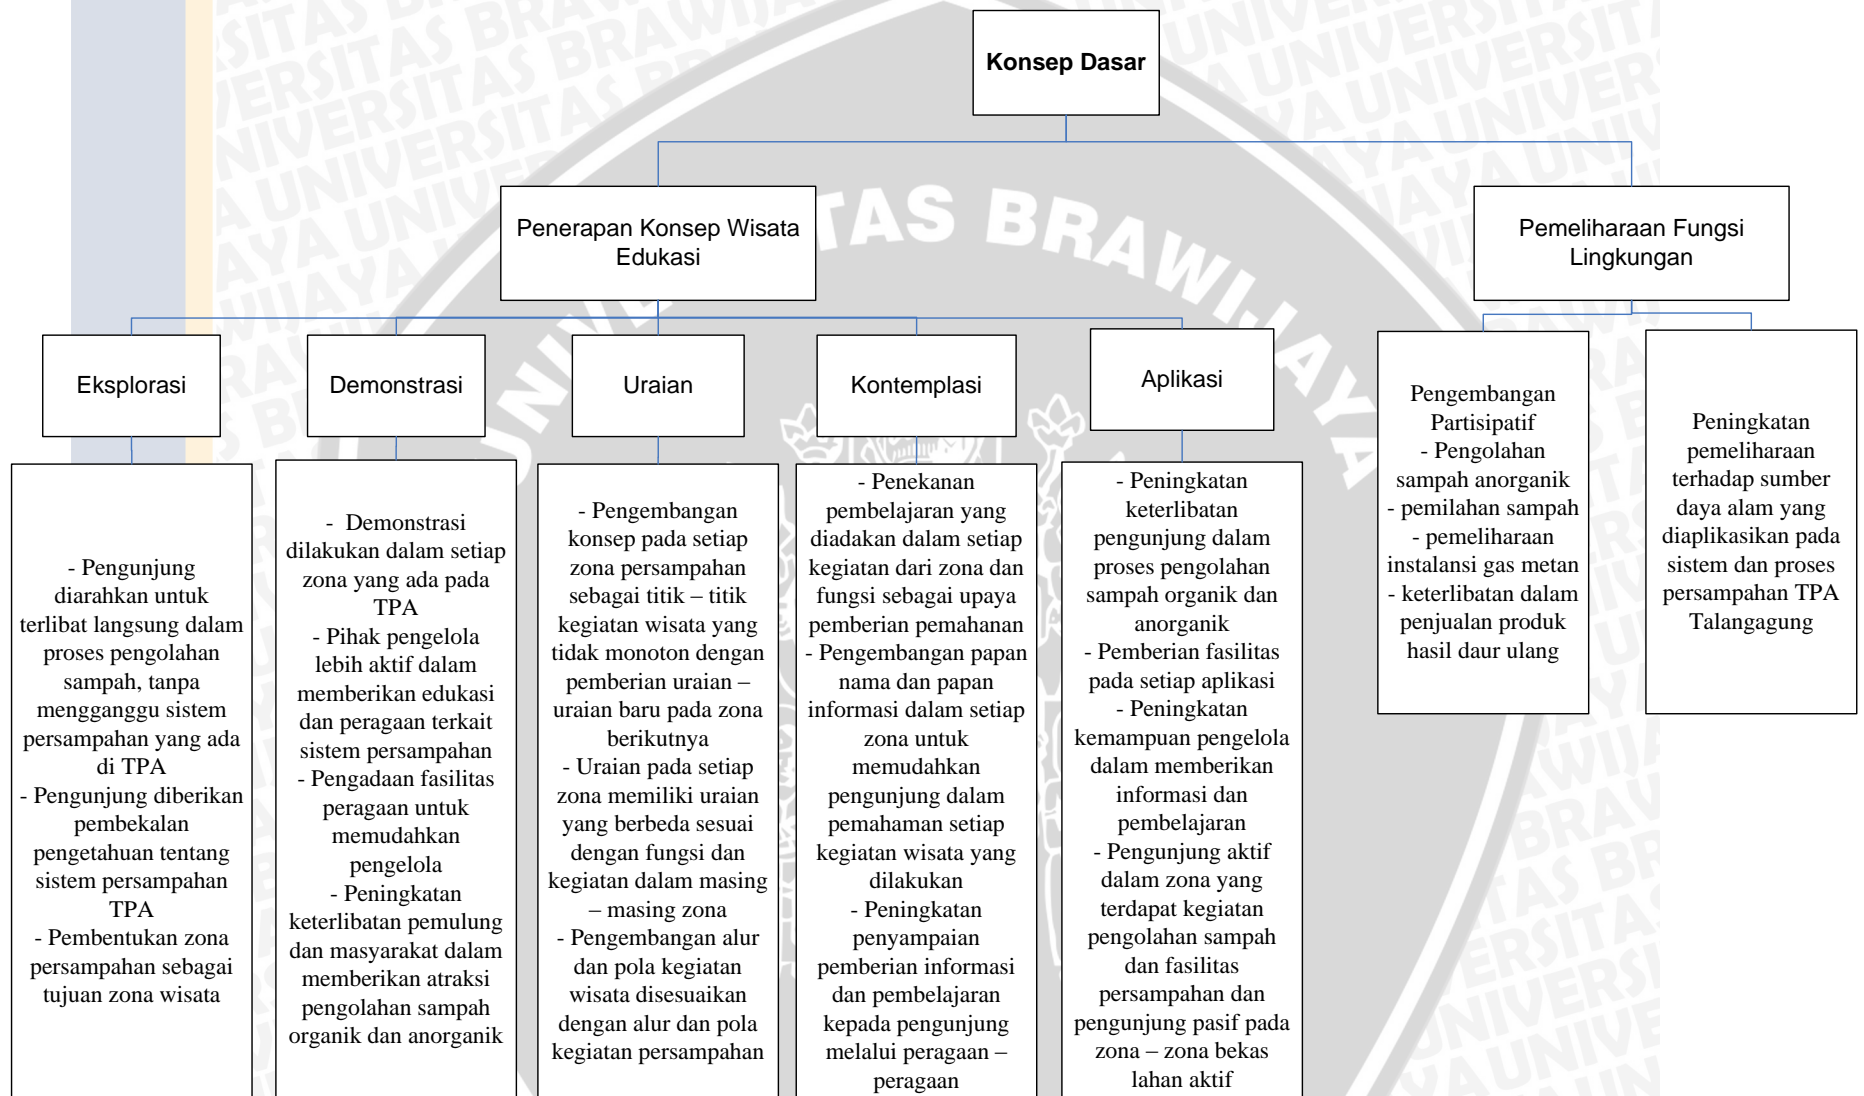 Konsep Dasar
Penerapan Konsep Wisata
Edukasi
Pemeliharaan Fungsi
Lingkungan
Eksplorasi
Demonstrasi
Uraian
Kontemplasi
Aplikasi
- Pengunjung
diarahkan untuk
terlibat langsung dalam
proses pengolahan
sampah, tanpa
mengganggu sistem
persampahan yang ada
di TPA
- Pengunjung diberikan
pembekalan
pengetahuan tentang
sistem persampahan
TPA
- Pembentukan zona
persampahan sebagai
tujuan zona wisata
- Demonstrasi
dilakukan dalam setiap
zona yang ada pada
TPA
- Pihak pengelola
lebih aktif dalam
memberikan edukasi
dan peragaan terkait
sistem persampahan
- Pengadaan fasilitas
peragaan untuk
memudahkan
pengelola
- Peningkatan
keterlibatan pemulung
dan masyarakat dalam
memberikan atraksi
pengolahan sampah
organik dan anorganik
- Pengembangan
konsep pada setiap
zona persampahan
sebagai titik – titik
kegiatan wisata yang
tidak monoton dengan
pemberian uraian –
uraian baru pada zona
berikutnya
- Uraian pada setiap
zona memiliki uraian
yang berbeda sesuai
dengan fungsi dan
kegiatan dalam masing
– masing zona
- Pengembangan alur
dan pola kegiatan
wisata disesuaikan
dengan alur dan pola
kegiatan persampahan
- Penekanan
pembelajaran yang
diadakan dalam setiap
kegiatan dari zona dan
fungsi sebagai upaya
pemberian pemahanan
- Pengembangan papan
nama dan papan
informasi dalam setiap
zona untuk
memudahkan
pengunjung dalam
pemahaman setiap
kegiatan wisata yang
dilakukan
- Peningkatan
penyampaian
pemberian informasi
dan pembelajaran
kepada pengunjung
melalui peragaan –
peragaan
- Peningkatan
keterlibatan
pengunjung dalam
proses pengolahan
sampah organik dan
anorganik
- Pemberian fasilitas
pada setiap aplikasi
- Peningkatan
kemampuan pengelola
dalam memberikan
informasi dan
pembelajaran
- Pengunjung aktif
dalam zona yang
terdapat kegiatan
pengolahan sampah
dan fasilitas
persampahan dan
pengunjung pasif pada
zona – zona bekas
lahan aktif
Pengembangan
Partisipatif
- Pengolahan
sampah anorganik
- pemilahan sampah
- pemeliharaan
instalansi gas metan
- keterlibatan dalam
penjualan produk
hasil daur ulang
Peningkatan
pemeliharaan
terhadap sumber
daya alam yang
diaplikasikan pada
sistem dan proses
persampahan TPA
Talangagung
TAS BRAWIJAYA